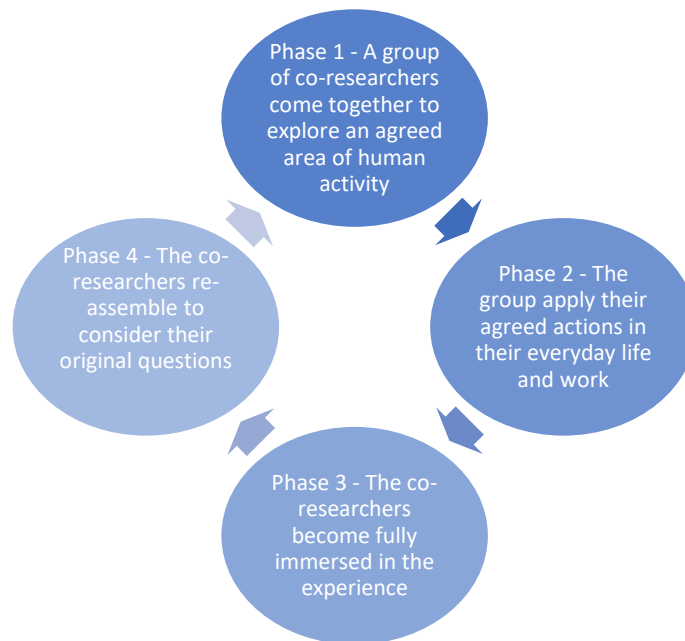 Phase 1 - A group
of co-researchers
come together to
explore an agreed
area of human
activity
Phase 2 - The
group apply their
agreed actions in
their everyday life
and work
Phase 3 - The co-
researchers
become fully
immersed in the
experience
Phase 4 - The co-
researchers re-
assemble to
consider their
original questions